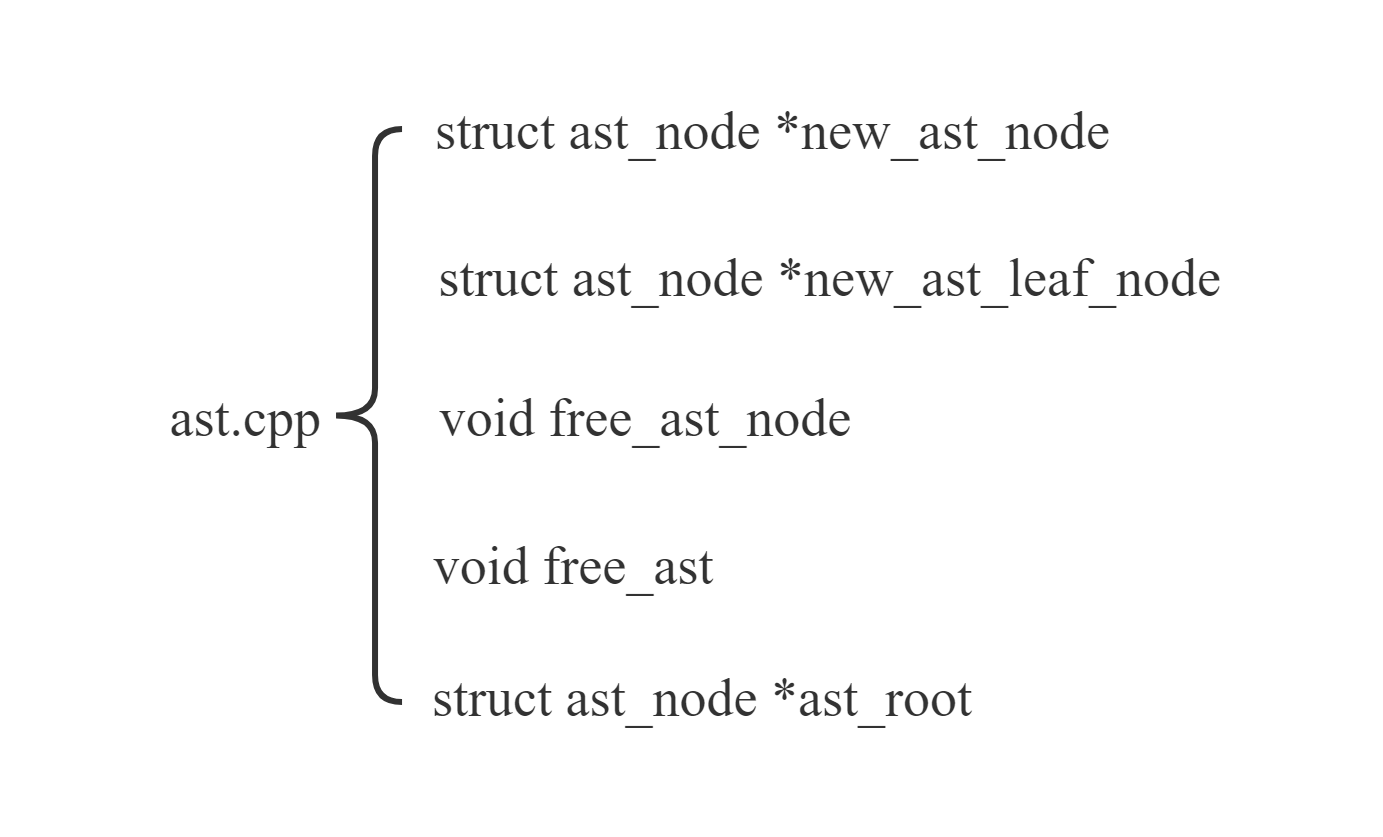 struct ast_node *new_ast_node
struct ast_node *new_ast_leaf_node
ast.cpp
void free_ast_node
void free_ast
struct ast_node *ast_root